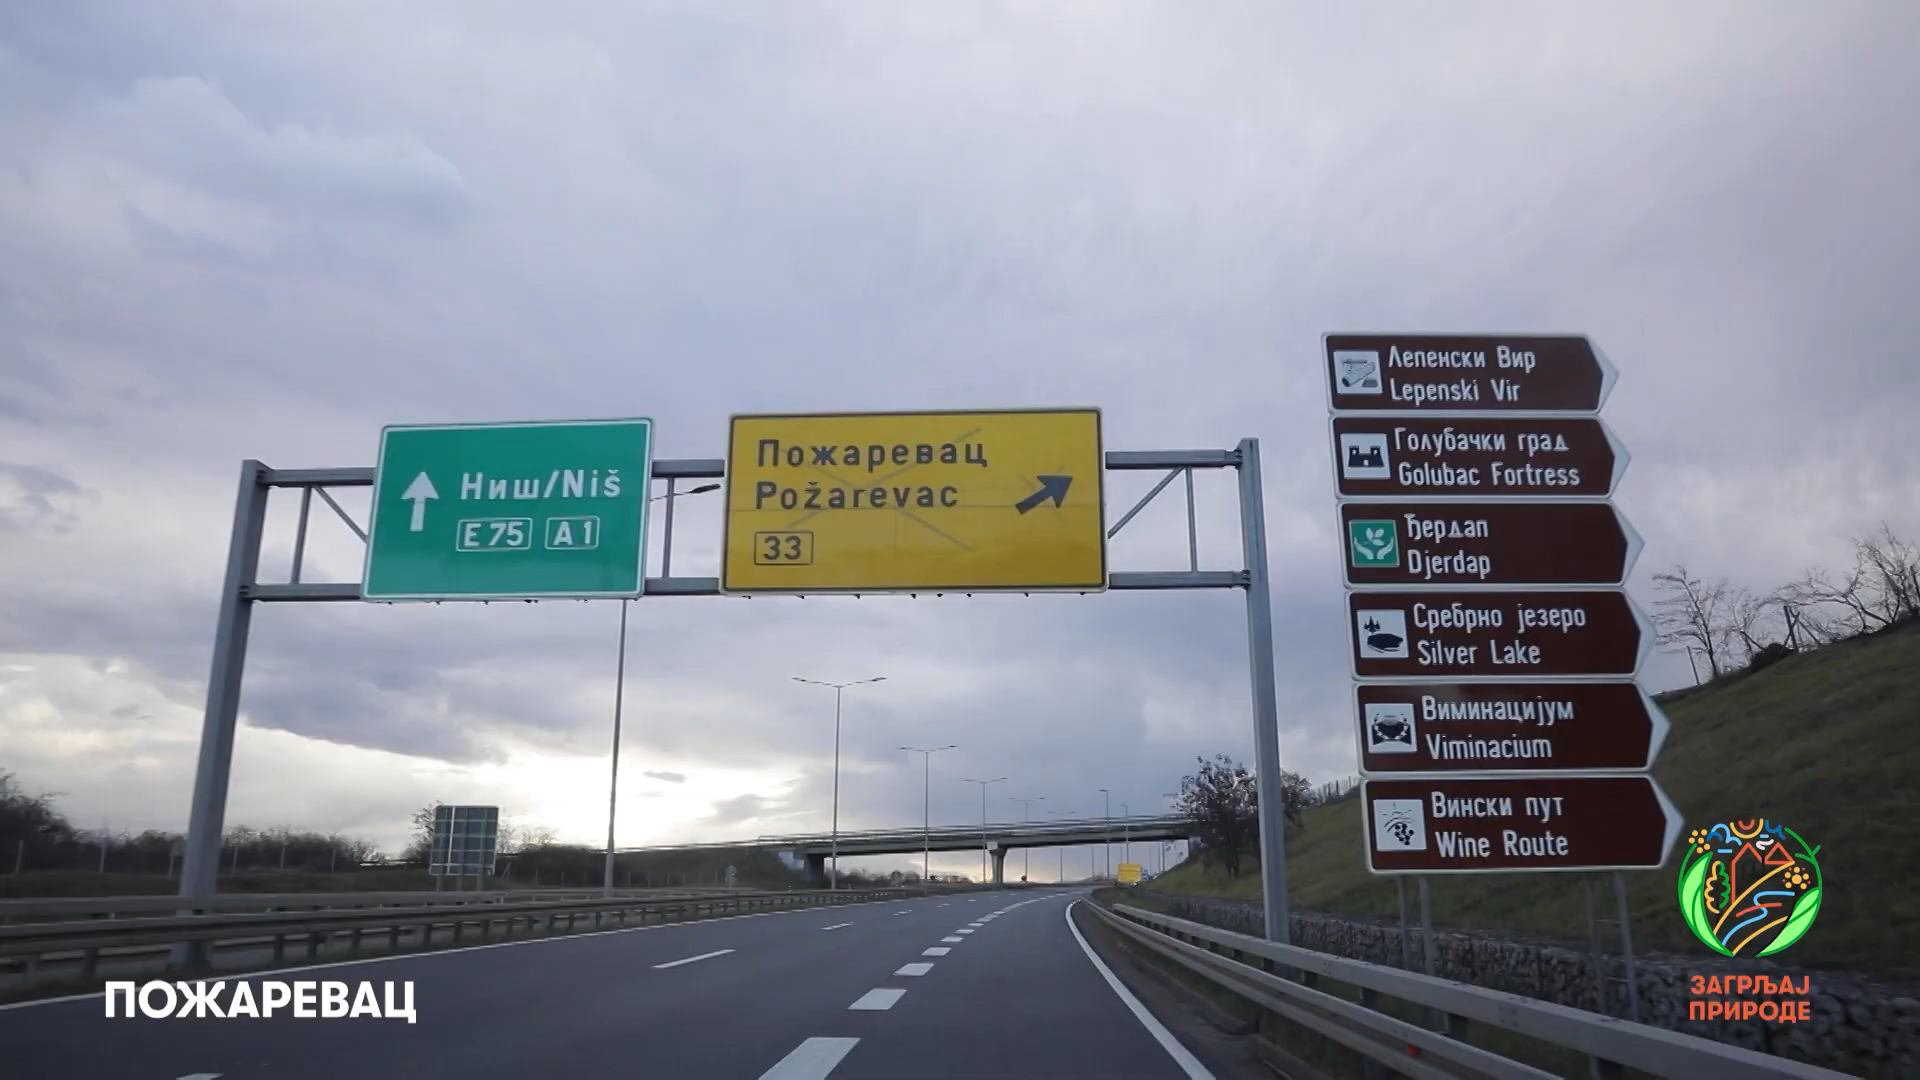 Ниш/Niš
E 75 A 1
Пожаревац
Požarevac
33
Лепенски Вир
Lepenski Vir
Голубачки град
Golubac Fortress
Ђердап
Djerdap
Сребрно језеро
Silver Lake
Виминацијум
Viminacium
Вински пут
Wine Route
ПОЖАРЕВАЦ
ЗАГРЉАЈ
ПРИРОДЕ